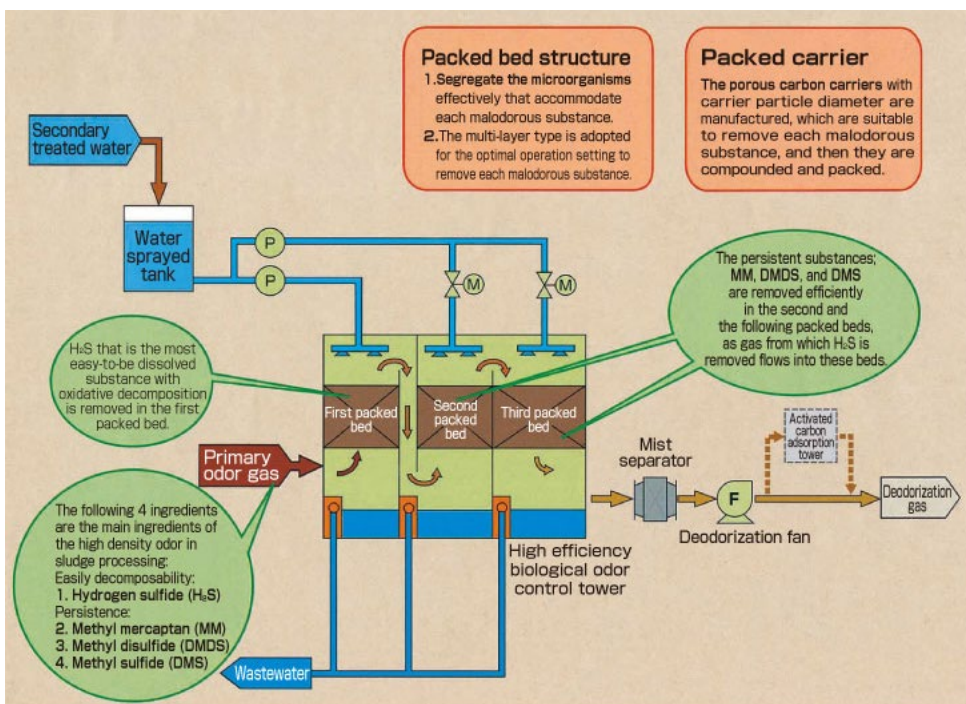 Packed bed structure
1.Segregate the microorganisms
effectively that accommodate
each malodorous substance.
2.The multi-layer type is adopted
for the optimal operation setting to
remove each malodorous substance.
Packed carrier
The porous carbon carriers with
carrier particle diameter are
manufactured, which are suitable
to remove each malodorous
substance, and then they are
compounded and packed.
Secondary
treated water
Water
sprayed
tank
P
P
M
M
The persistent substances;
MM, DMDS, and DMS
are removed efficiently
in the second and
the following packed beds,
as gas from which H₂S is
removed flows into these beds.
H₂S that is the most
easy-to-be dissolved
substance with
oxidative decomposition
is removed in the first
packed bed.
First packed
bed
Second
packed
bed
Third packed
bed
Primary
odor gas
Mist
separator
Activated
carbon
adsorption
tower
F
Deodorization fan
Deodorization
gas
The following 4 ingredients
are the main ingredients of
the high density odor in
sludge processing:
Easily decomposability:
1. Hydrogen sulfide (H₂S)
Persistence:
2. Methyl mercaptan (MM)
3. Methyl disulfide (DMDS)
4. Methyl sulfide (DMS)
High efficiency
biological odor
control tower
Wastewater